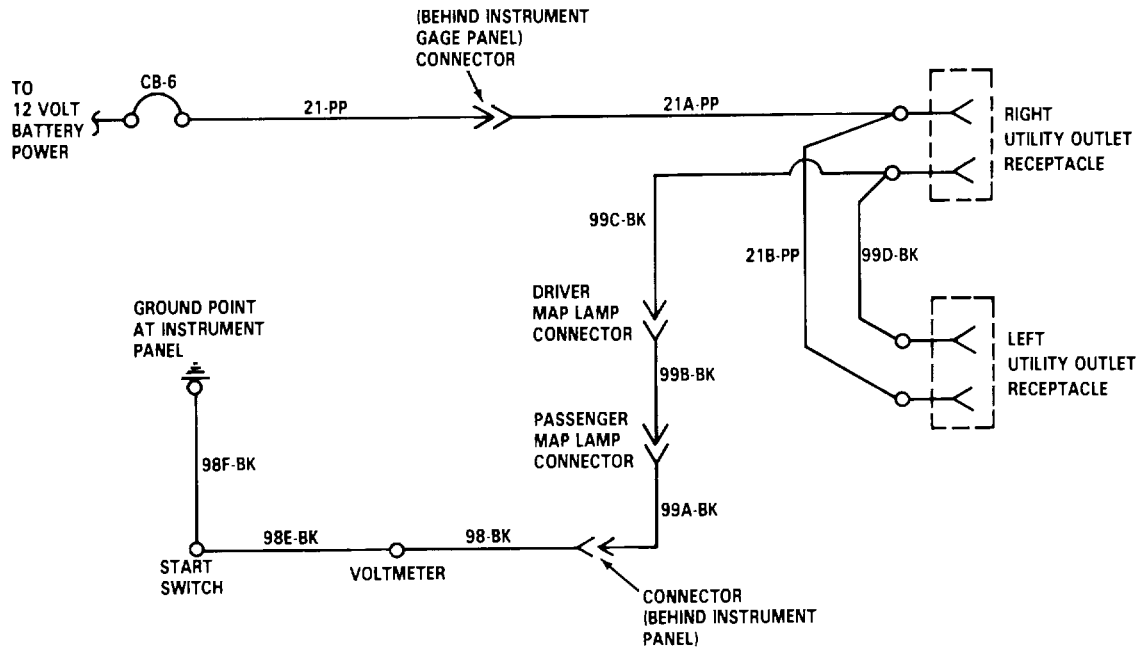 (BEHIND INSTRUMENT
GAGE PANEL)
CONNECTOR
TO
12 VOLT
BATTERY
POWER
CB-6
21-PP
21A-PP
RIGHT
UTILITY OUTLET
RECEPTACLE
99C-BK
21B-PP
99D-BK
DRIVER
MAP LAMP
CONNECTOR
GROUND POINT
AT INSTRUMENT
PANEL
LEFT
UTILITY OUTLET
RECEPTACLE
99B-BK
PASSENGER
MAP LAMP
CONNECTOR
98F-BK
99A-BK
98E-BK
98-BK
START
SWITCH
VOLTMETER
CONNECTOR
(BEHIND INSTRUMENT
PANEL)